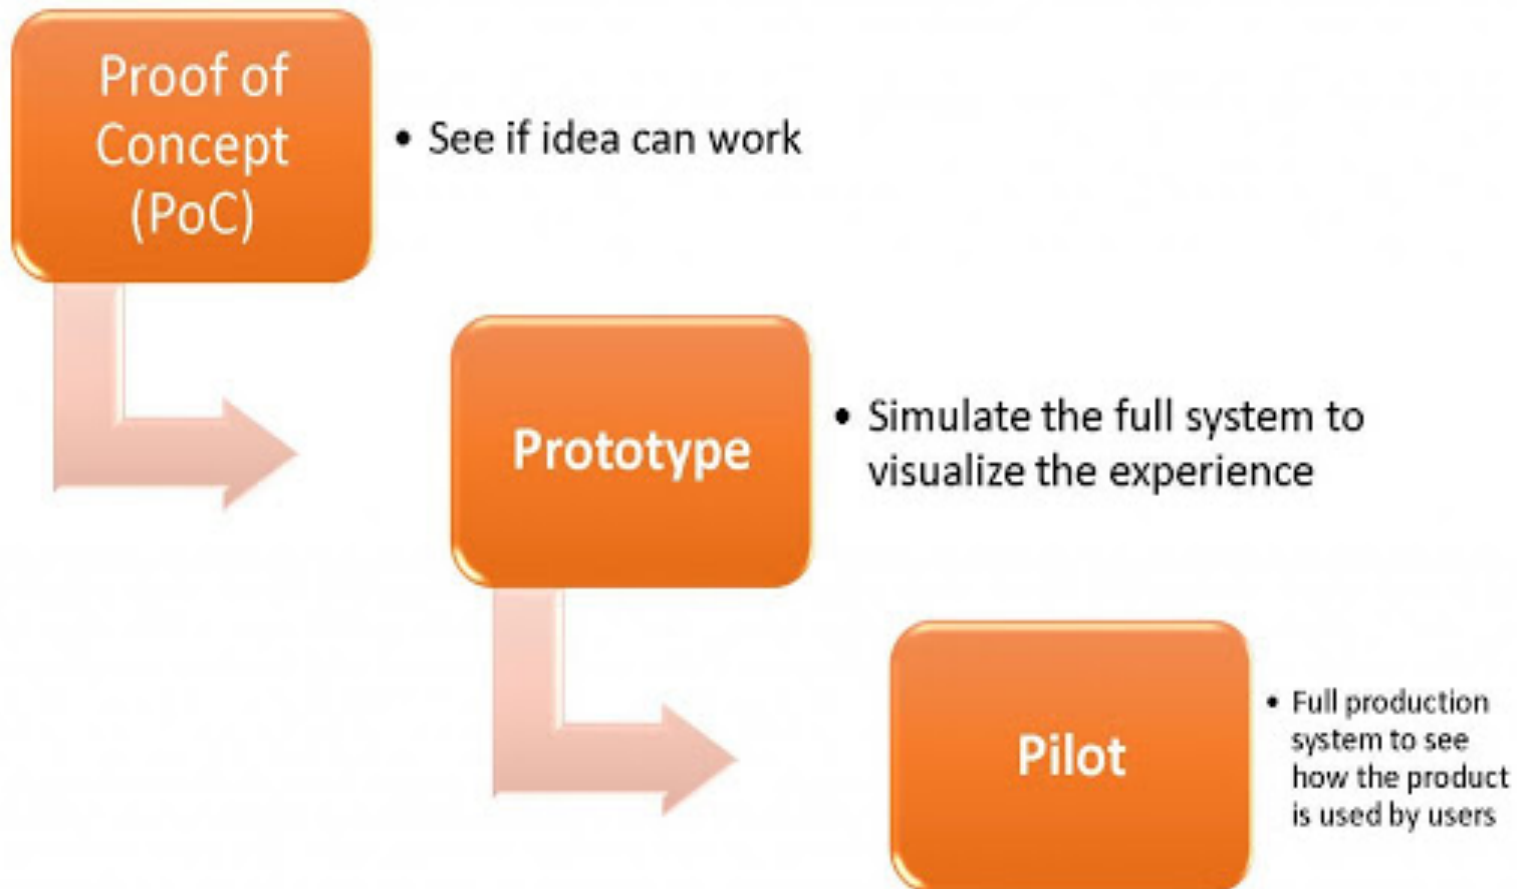 Proof of
Concept
(PoC)
• See if idea can work
Prototype
• Simulate the full system to
visualize the experience
Pilot
• Full production
system to see
how the product
is used by users